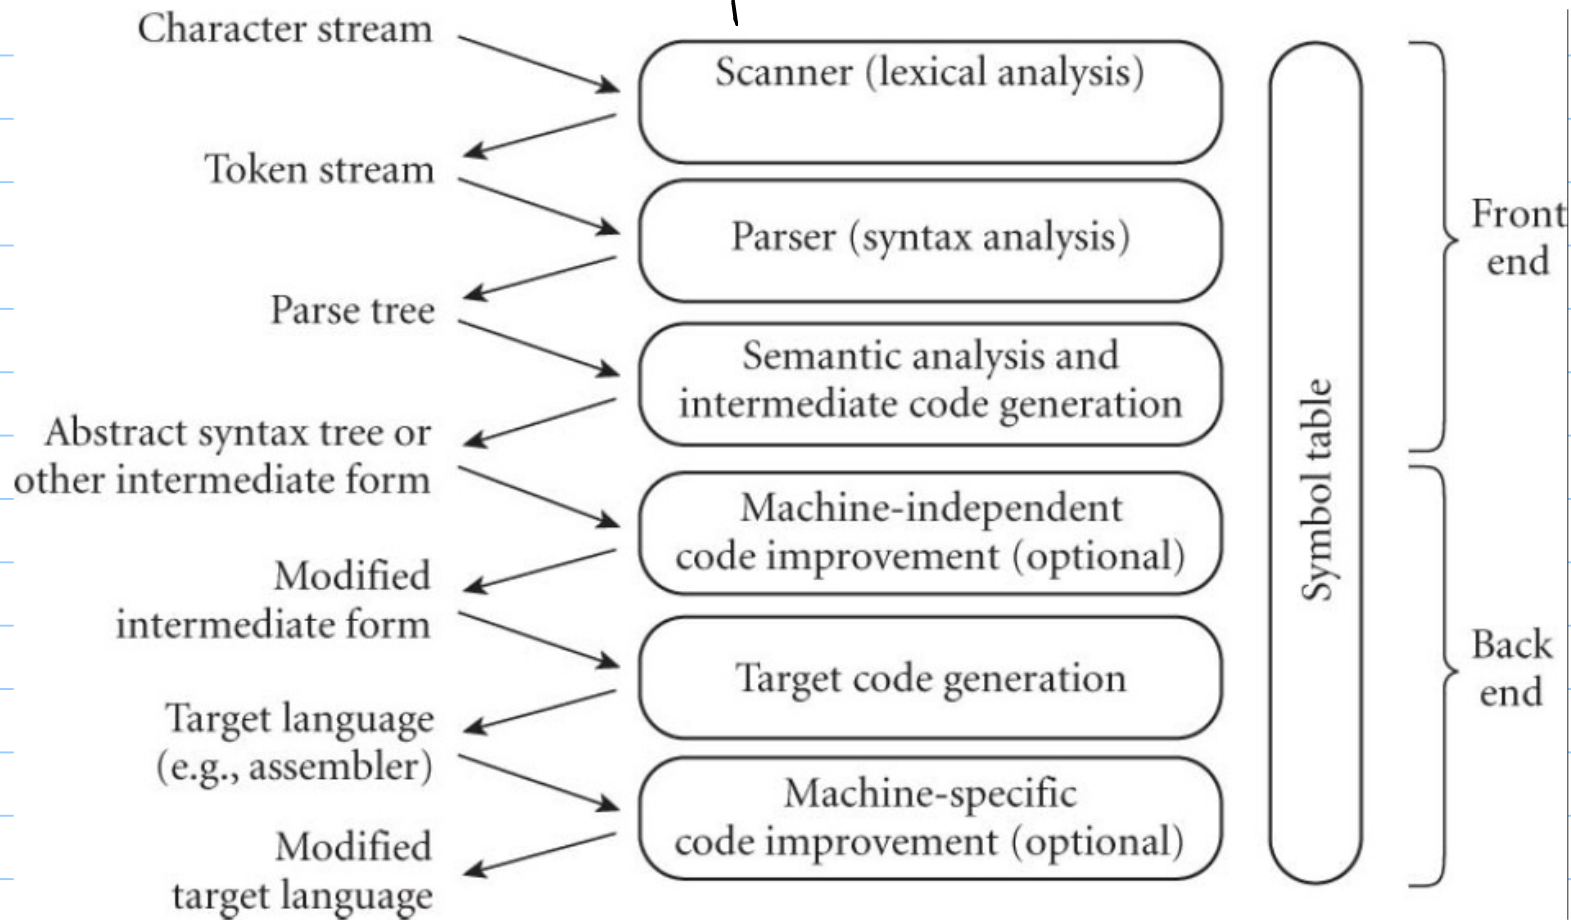 Character stream
Scanner (lexical analysis)
Token stream
Parser (syntax analysis)
Parse tree
Semantic analysis and
intermediate code generation
Abstract syntax tree or
other intermediate form
Machine-independent
code improvement (optional)
Modified
intermediate form
Target code generation
Target language
(e.g., assembler)
Machine-specific
code improvement (optional)
Modified
target language
Symbol table
Front
end
Back
end